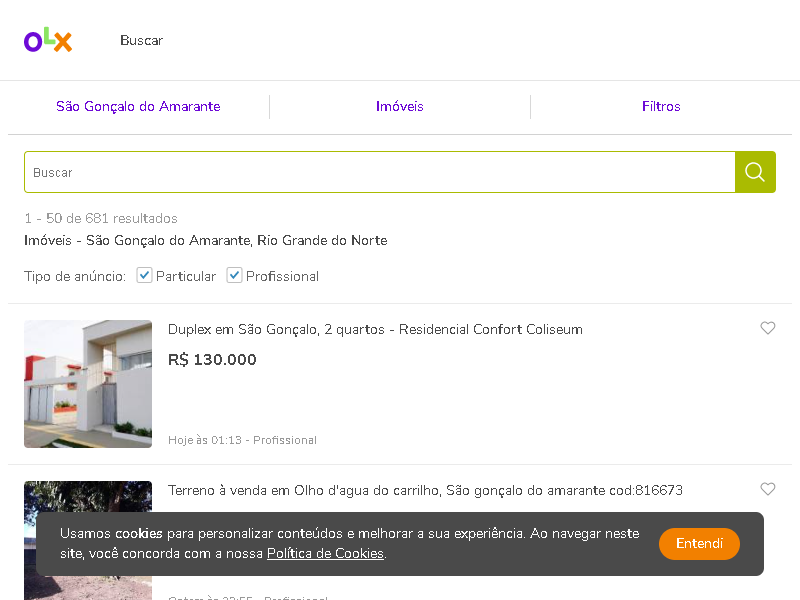 OLX
Buscar
São Gonçalo do Amarante
Imóveis
Filtros
Buscar
1 - 50 de 681 resultados
Imóveis - São Gonçalo do Amarante, Rio Grande do Norte
Tipo de anúncio: Particular Profissional
Duplex em São Gonçalo, 2 quartos - Residencial Confort Coliseum
R$ 130.000
Hoje às 01:13 - Profissional
Terreno à venda em Olho d'agua do carrilho, São gonçalo do amarante cod:816673
Usamos cookies para personalizar conteúdos e melhorar a sua experiência. Ao navegar neste
site, você concorda com a nossa Política de Cookies.
Entendi
Ontem às 23:55 - Profissional